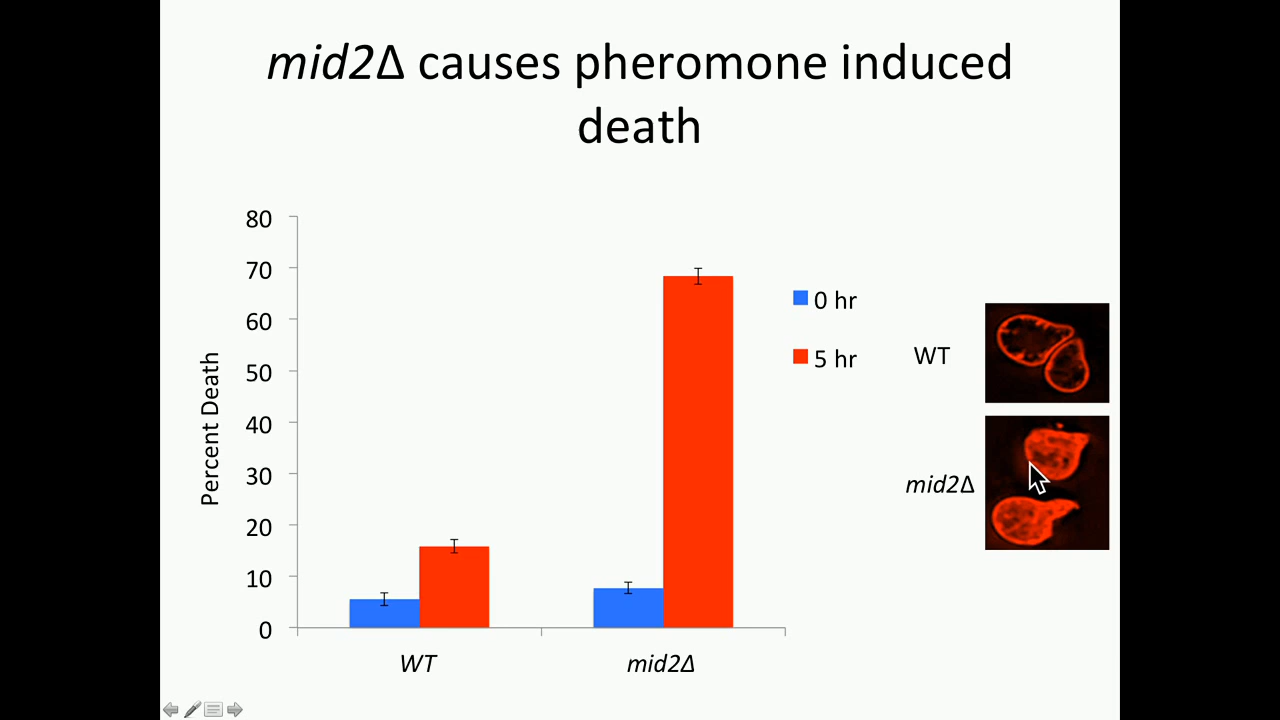 mid2Δ causes pheromone induced
death
80
70
60
50
40
30
20
10
0
Percent Death
WT
mid2Δ
0 hr
5 hr
WT
mid2Δ